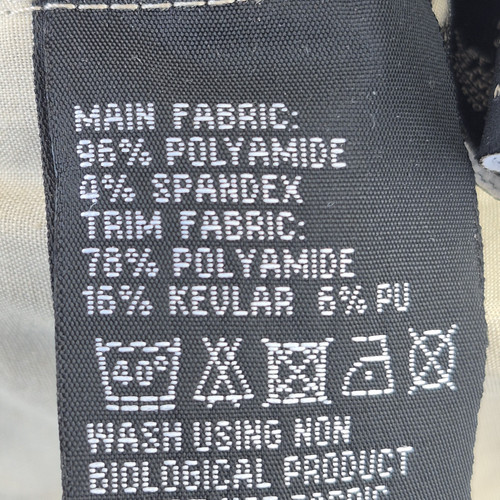 MAIN FABRIC:
96% POLYAMIDE
4% SPANDEX
TRIM FABRIC:
78% POLYAMIDE
16% KEVLAR 6% PU
40°
WASH USING NON
BIOLOGICAL PRODUCT